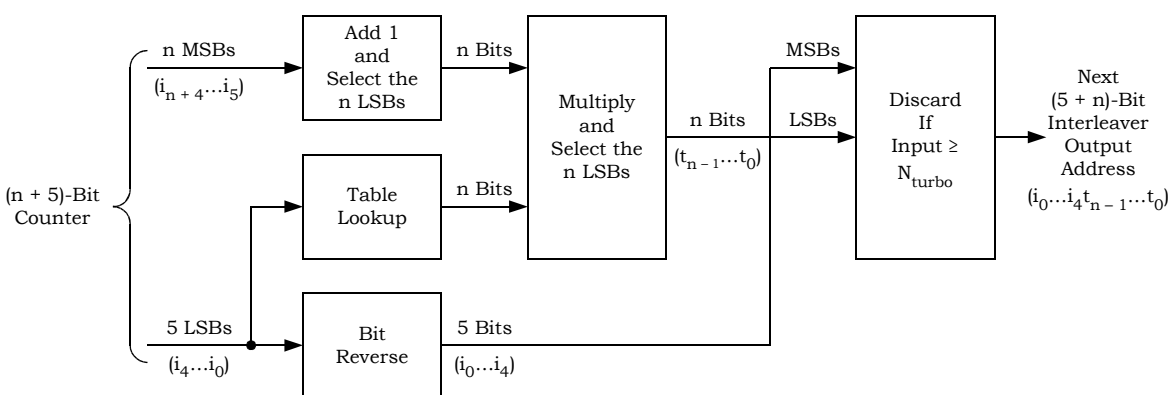 (n + 5)-Bit
Counter
n MSBs
(i_{n + 4}…i_5)
Add 1
and
Select the
n LSBs
n Bits
Table
Lookup
n Bits
5 LSBs
(i_4…i_0)
Bit
Reverse
5 Bits
(i_0…i_4)
Multiply
and
Select the
n LSBs
n Bits
(t_{n – 1}…t_0)
MSBs
LSBs
Discard
If
Input ≥
N_{turbo}
Next
(5 + n)-Bit
Interleaver
Output
Address
(i_0…i_4t_{n – 1}…t_0)